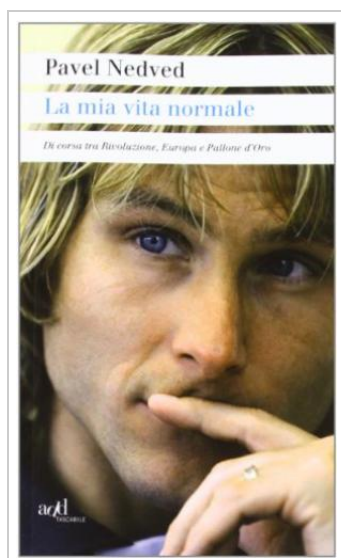 Pavel Nedved
La mia vita normale
Di corsa tra Rivoluzione, Europa e Pallone d'Oro
add
TASCABILE